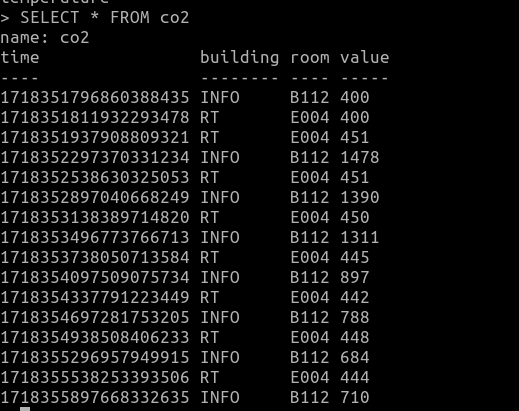 > SELECT * FROM co2
name: co2
time building room value
---- -------- ---- -----
1718351796860388435 INFO B112 400
1718351811932293478 RT E004 400
1718351937908809321 RT E004 451
1718352297370331234 INFO B112 1478
1718352538630325053 RT E004 451
1718352897040668249 INFO B112 1390
1718353138389714820 RT E004 450
1718353496773766713 INFO B112 1311
1718353738050713584 RT E004 445
1718354097509075734 INFO B112 897
1718354337791223449 RT E004 442
1718354697281753205 INFO B112 788
1718354938508406233 RT E004 448
1718355296957949915 INFO B112 684
1718355538253393506 RT E004 444
1718355897668332635 INFO B112 710